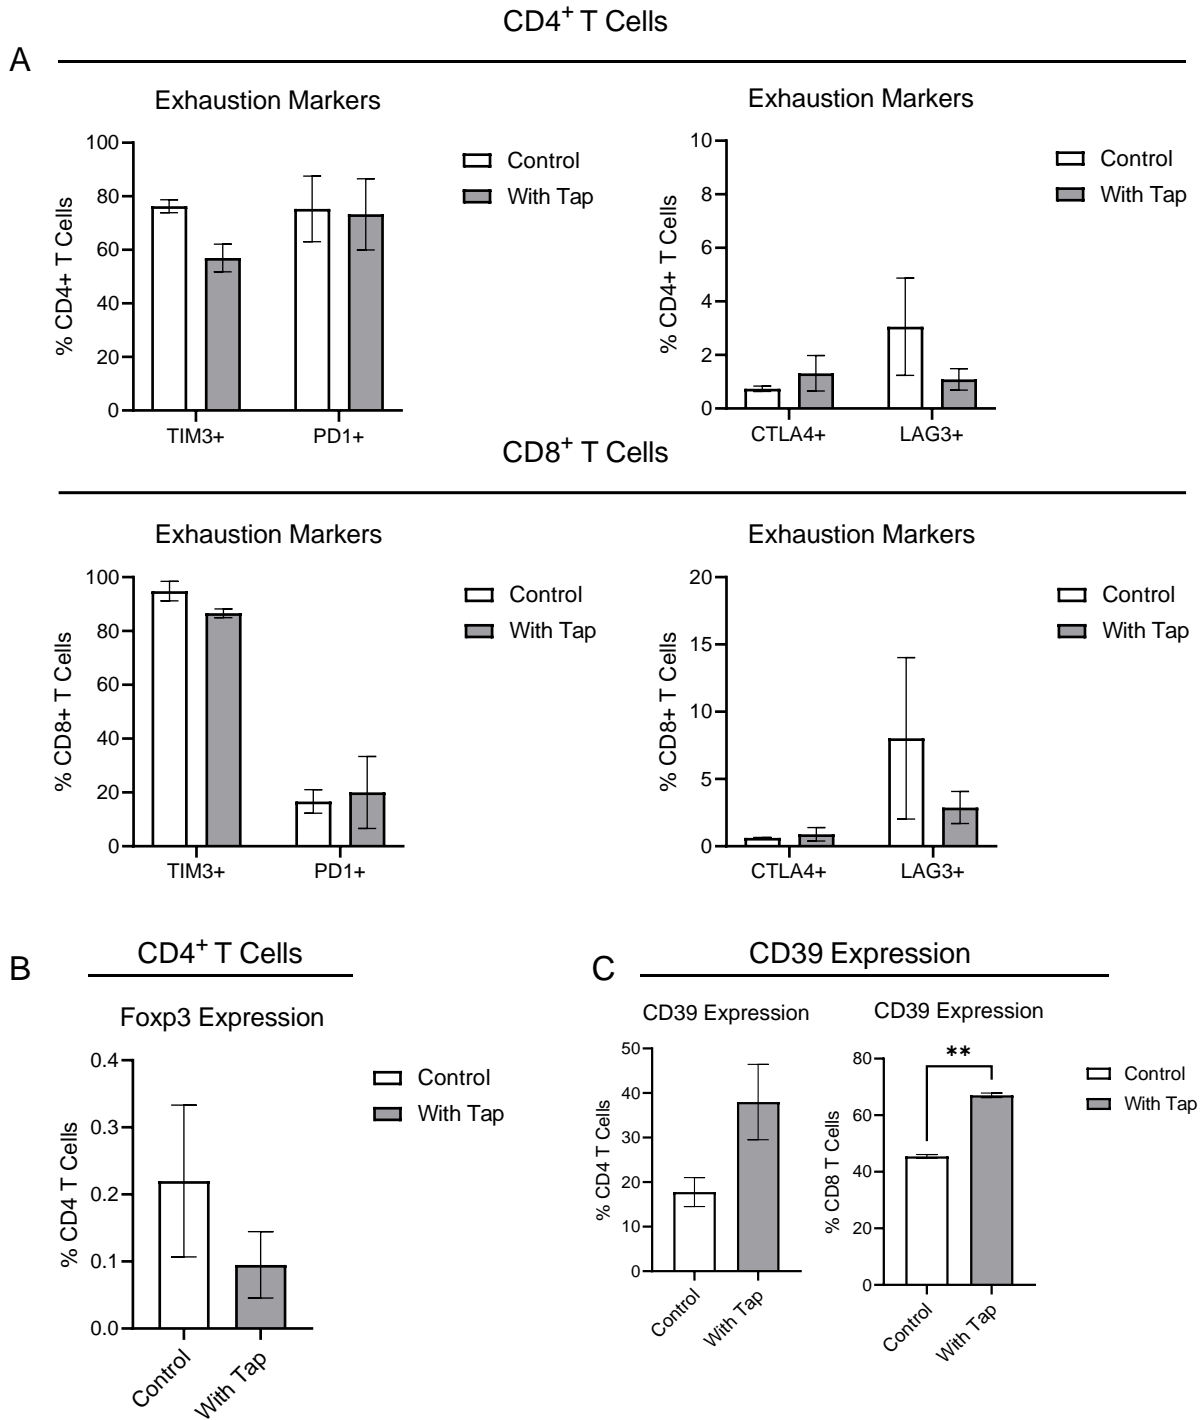 CD4+ T Cells
A
Exhaustion Markers
100
80
60
40
20
0
% CD4+ T Cells
TIM3+ PD1+
Control
With Tap
Exhaustion Markers
10
8
6
4
2
0
% CD4+ T Cells
CTLA4+ LAG3+
Control
With Tap
CD8+ T Cells
Exhaustion Markers
100
80
60
40
20
0
% CD8+ T Cells
TIM3+ PD1+
Control
With Tap
Exhaustion Markers
20
15
10
5
0
% CD8+ T Cells
CTLA4+ LAG3+
Control
With Tap
B
CD4+ T Cells
Foxp3 Expression
0.4
0.3
0.2
0.1
0.0
% CD4 T Cells
Control
With Tap
Control
With Tap
C
CD39 Expression
CD39 Expression
50
40
30
20
10
0
% CD4 T Cells
Control
With Tap
CD39 Expression
80
60
40
20
0
% CD8 T Cells
**
Control
With Tap
Control
With Tap